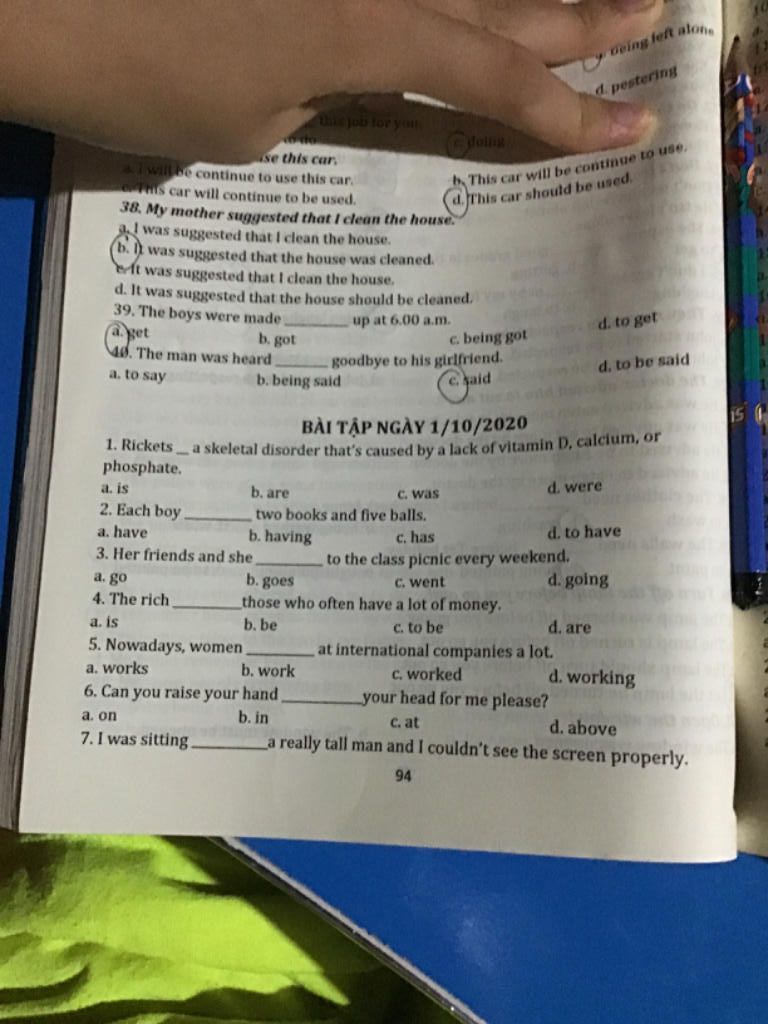 being left alone
d. pestering
this job for you.
to do
c. doing
se this car.
a. I will be continue to use this car.
b. This car will be continue to use.
c. This car will continue to be used.
d. This car should be used.
38. My mother suggested that I clean the house.
a. I was suggested that I clean the house.
b. It was suggested that the house was cleaned.
c. It was suggested that I clean the house.
d. It was suggested that the house should be cleaned.
39. The boys were made ________ up at 6.00 a.m.
a. get b. got c. being got d. to get
40. The man was heard ________ goodbye to his girlfriend.
a. to say b. being said c. said d. to be said
BÀI TẬP NGÀY 1/10/2020
1. Rickets __ a skeletal disorder that's caused by a lack of vitamin D, calcium, or
phosphate.
a. is b. are c. was d. were
2. Each boy ________ two books and five balls.
a. have b. having c. has d. to have
3. Her friends and she ________ to the class picnic every weekend.
a. go b. goes c. went d. going
4. The rich ________those who often have a lot of money.
a. is b. be c. to be d. are
5. Nowadays, women ________ at international companies a lot.
a. works b. work c. worked d. working
6. Can you raise your hand ________your head for me please?
a. on b. in c. at d. above
7. I was sitting ________a really tall man and I couldn't see the screen properly.
94